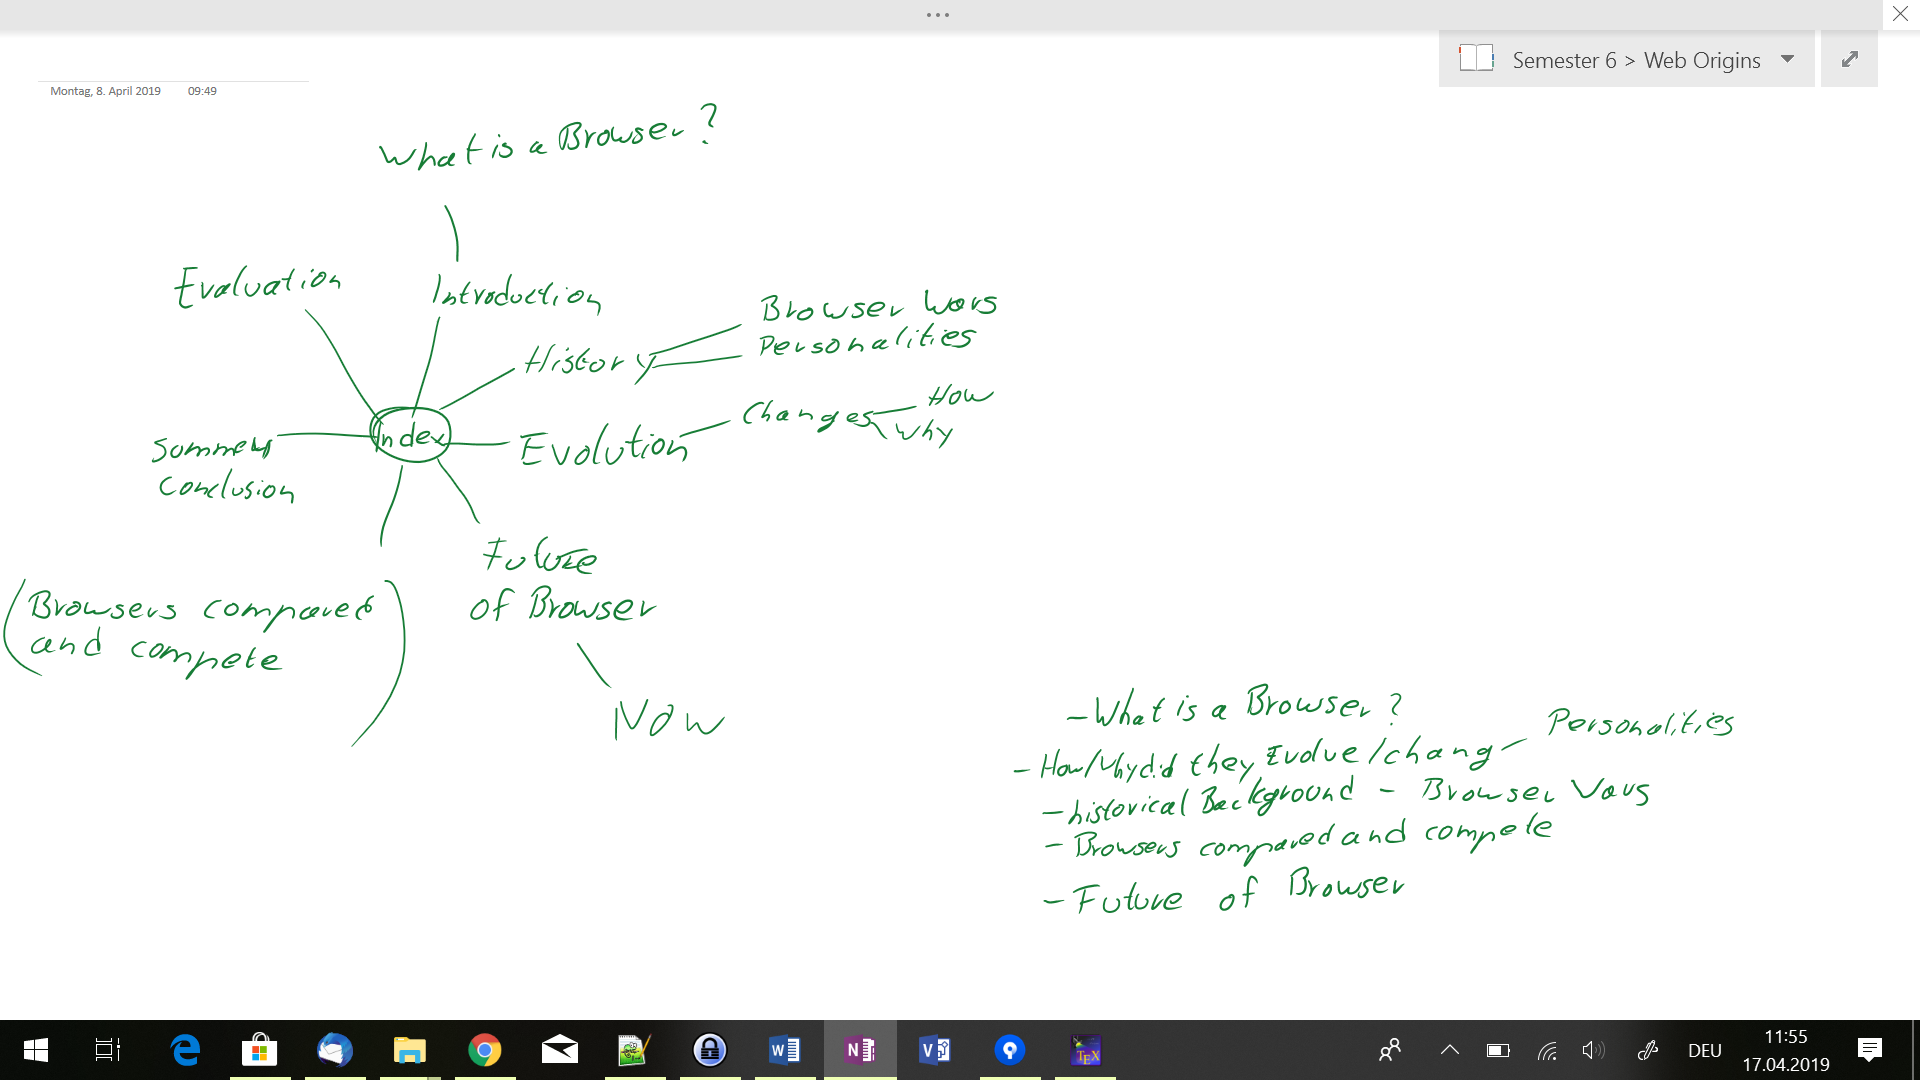 Semester 6 > Web Origins
Montag, 8. April 2019 09:49
What is a Browser?
Evaluation
Introduction
Browser Wars
Personalities
History
Changes
How
Why
Index
Evolution
Sommery
Conclusion
Future
of Browser
(Browsers compared
and compete)
Now
- What is a Browser?
- How/Why did they Evolve/chang - Personalities
- historical Background - Browser Wars
- Browsers compared and compete
- Future of Browser
DEU
11:55
17.04.2019